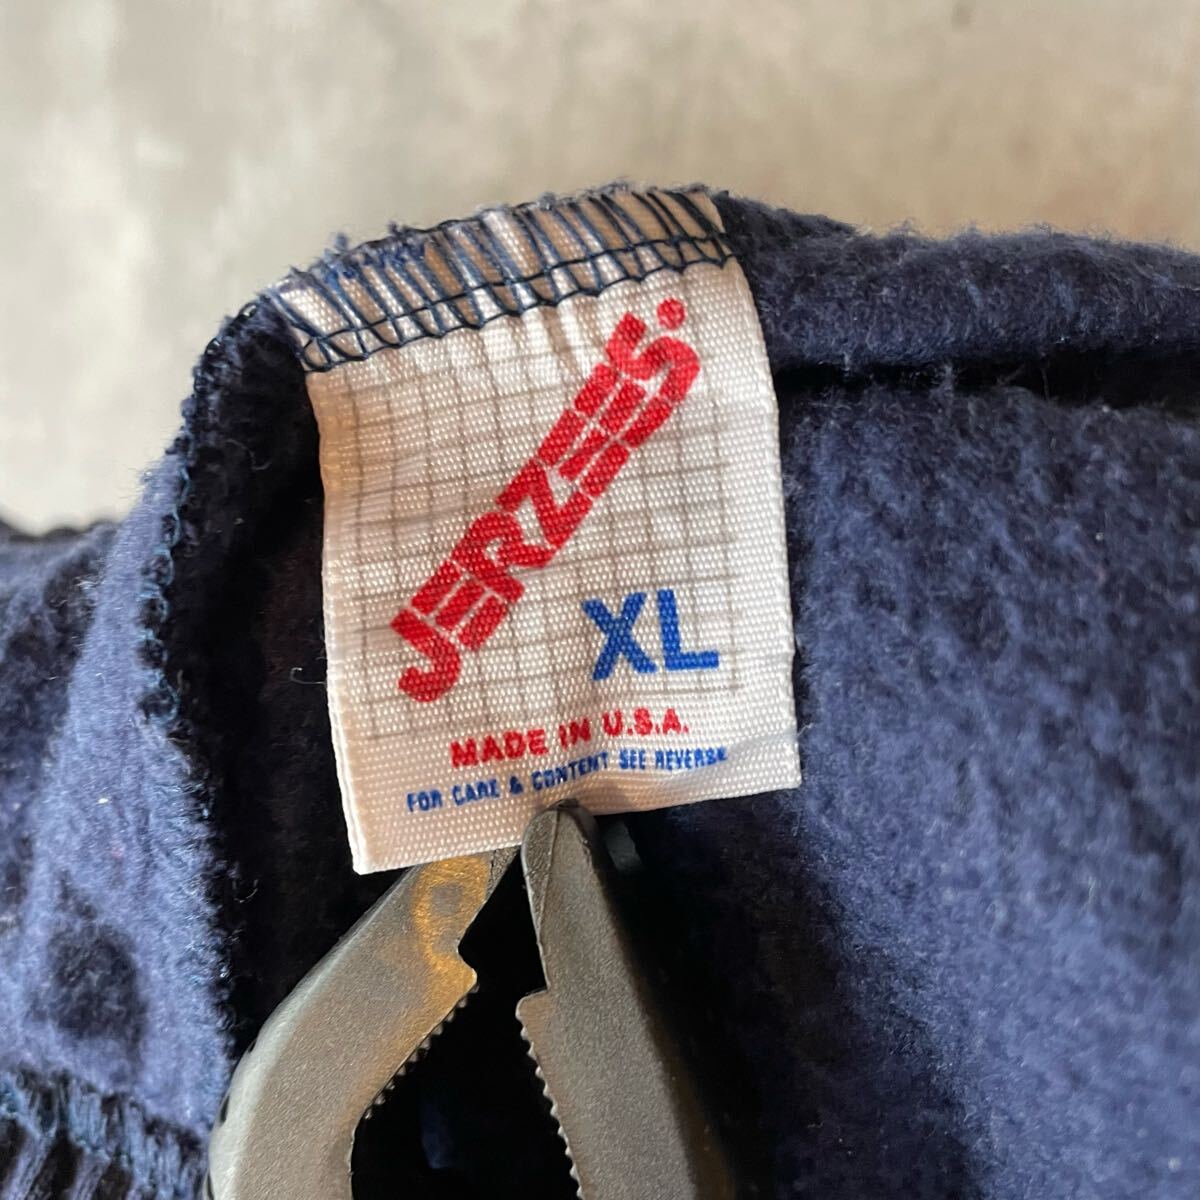 JERZEES.
XL
MADE IN U.S.A.
FOR CARE & CONTENT SEE REVERSE